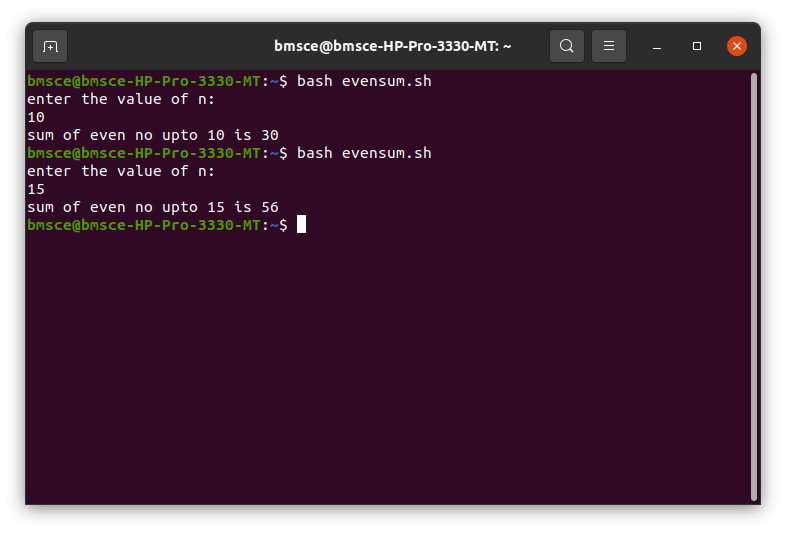 bmsce@bmsce-HP-Pro-3330-MT: ~
bmsce@bmsce-HP-Pro-3330-MT:~$ bash evensum.sh
enter the value of n:
10
sum of even no upto 10 is 30
bmsce@bmsce-HP-Pro-3330-MT:~$ bash evensum.sh
enter the value of n:
15
sum of even no upto 15 is 56
bmsce@bmsce-HP-Pro-3330-MT:~$